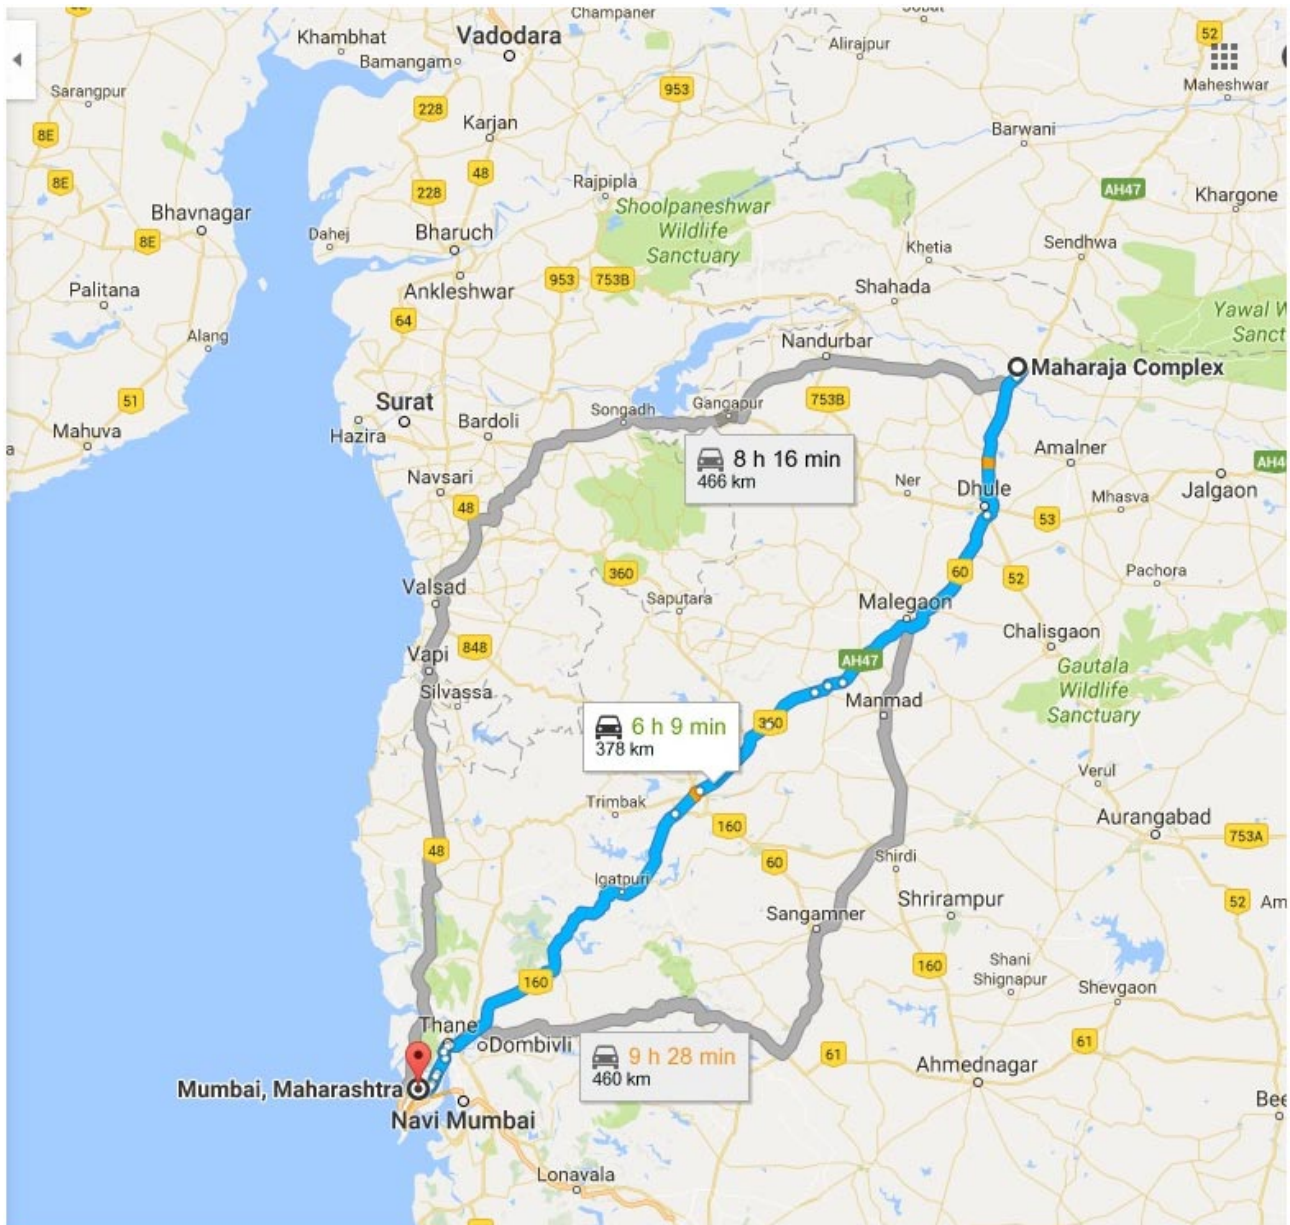 Champaner
Khambhat
Vadodara
Bamangam
Alirajpur
52
Maheshwar
Sarangpur
228
953
8E
Karjan
Barwani
8E
228
48
Rajpipla
AH47
Khargone
Bhavnagar
Shoolpaneshwar
Wildlife
Sanctuary
8E
Dahej
Bharuch
Khetia
Sendhwa
953
753B
Palitana
Ankleshwar
Shahada
64
Alang
Yawal W
Sanct
Nandurbar
Maharaja Complex
51
Surat
Bardoli
Songadh
Gangapur
753B
Mahuva
Hazira
a
8 h 16 min
466 km
Amalner
AH4
Navsari
Ner
Dhule
Mhasva
Jalgaon
48
53
360
60
52
Pachora
Valsad
Saputara
Malegaon
Chalisgaon
848
Vapi
AH47
Gautala
Wildlife
Sanctuary
Silvassa
Manmad
6 h 9 min
378 km
360
Verul
Trimbak
160
Aurangabad
753A
48
60
Shirdi
Igatpuri
Shrirampur
52
Am
Sangamner
160
160
Shani
Shignapur
Shevgaon
Thane
Dombivli
9 h 28 min
460 km
61
61
Ahmednagar
Mumbai, Maharashtra
Navi Mumbai
Bee
Lonavala